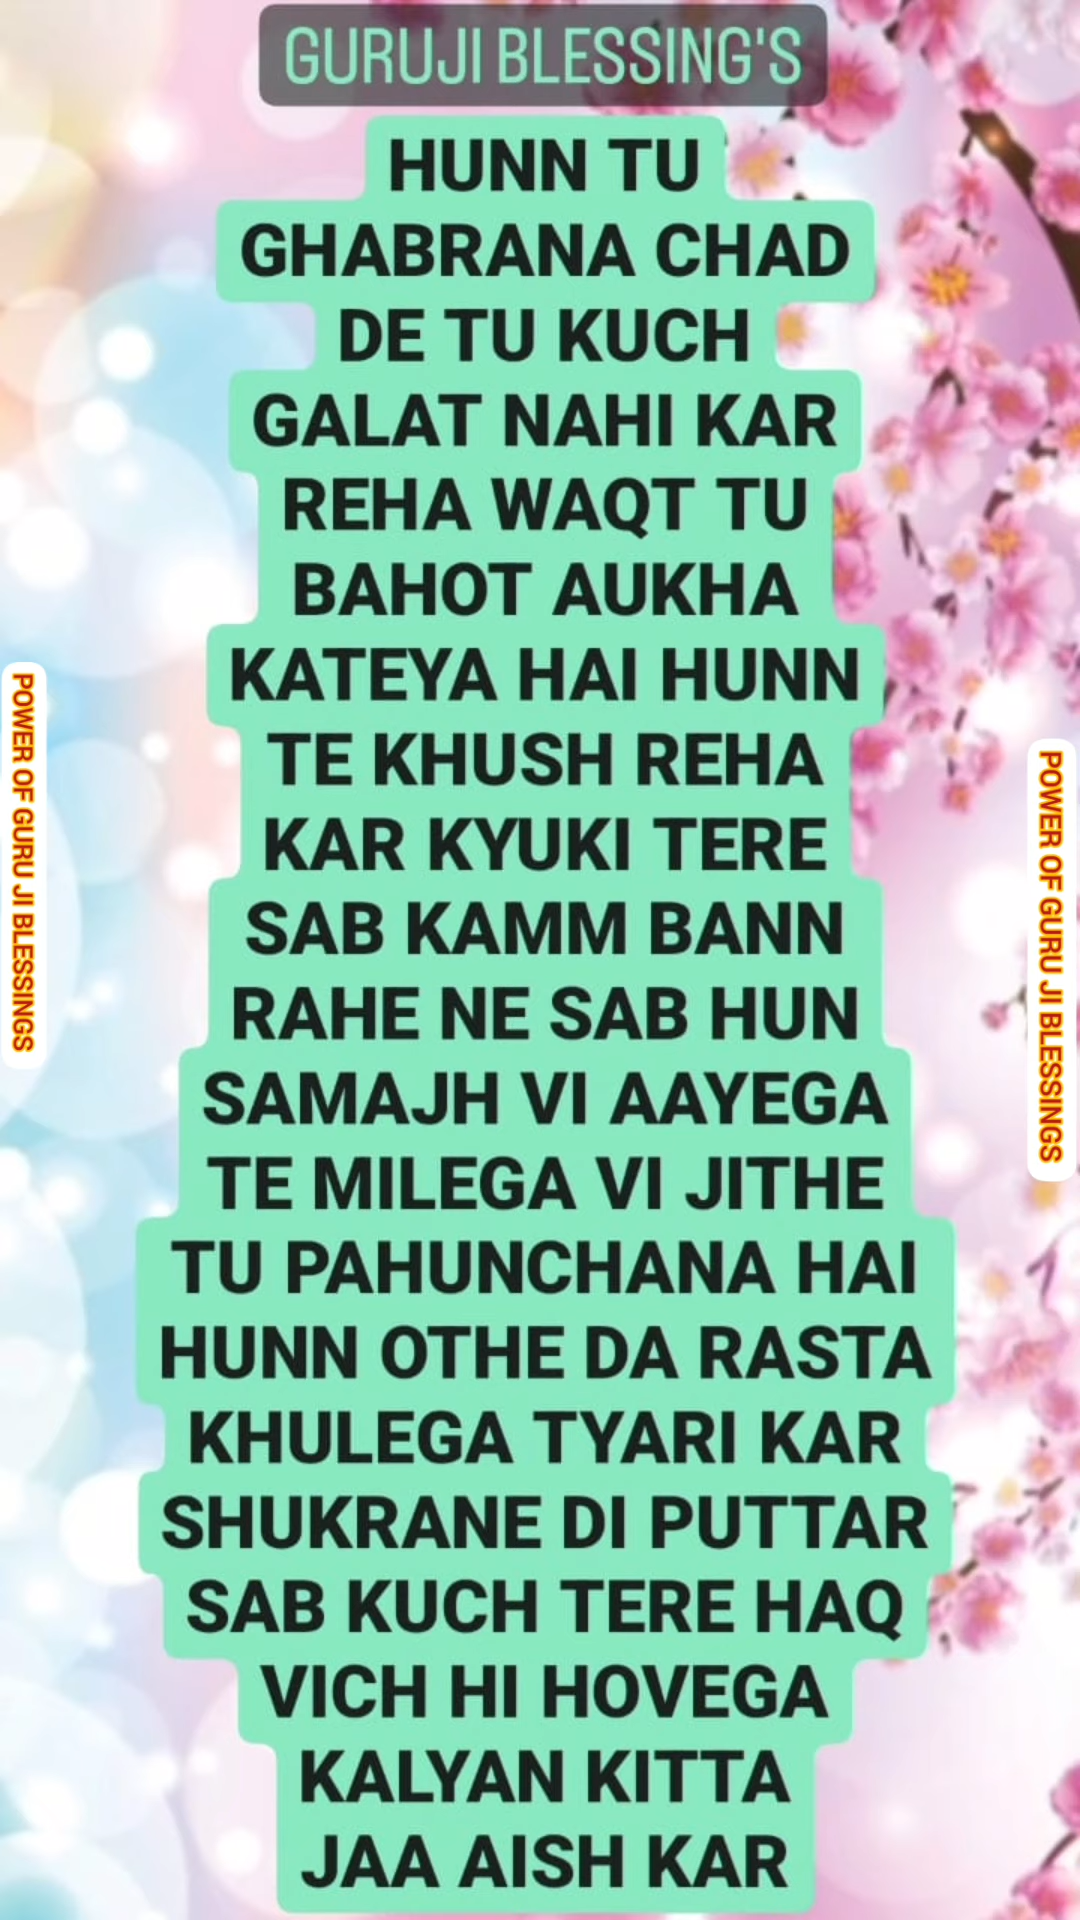 GURUJI BLESSING'S
HUNN TU
GHABRANA CHAD
DE TU KUCH
GALAT NAHI KAR
REHA WAQT TU
BAHOT AUKHA
KATEYA HAI HUNN
TE KHUSH REHA
KAR KYUKI TERE
SAB KAMM BANN
RAHE NE SAB HUN
SAMAJH VI AAYEGA
TE MILEGA VI JITHE
TU PAHUNCHANA HAI
HUNN OTHE DA RASTA
KHULEGA TYARI KAR
SHUKRANE DI PUTTAR
SAB KUCH TERE HAQ
VICH HI HOVEGA
KALYAN KITTA
JAA AISH KAR
POWER OF GURU JI BLESSINGS
POWER OF GURU JI BLESSINGS